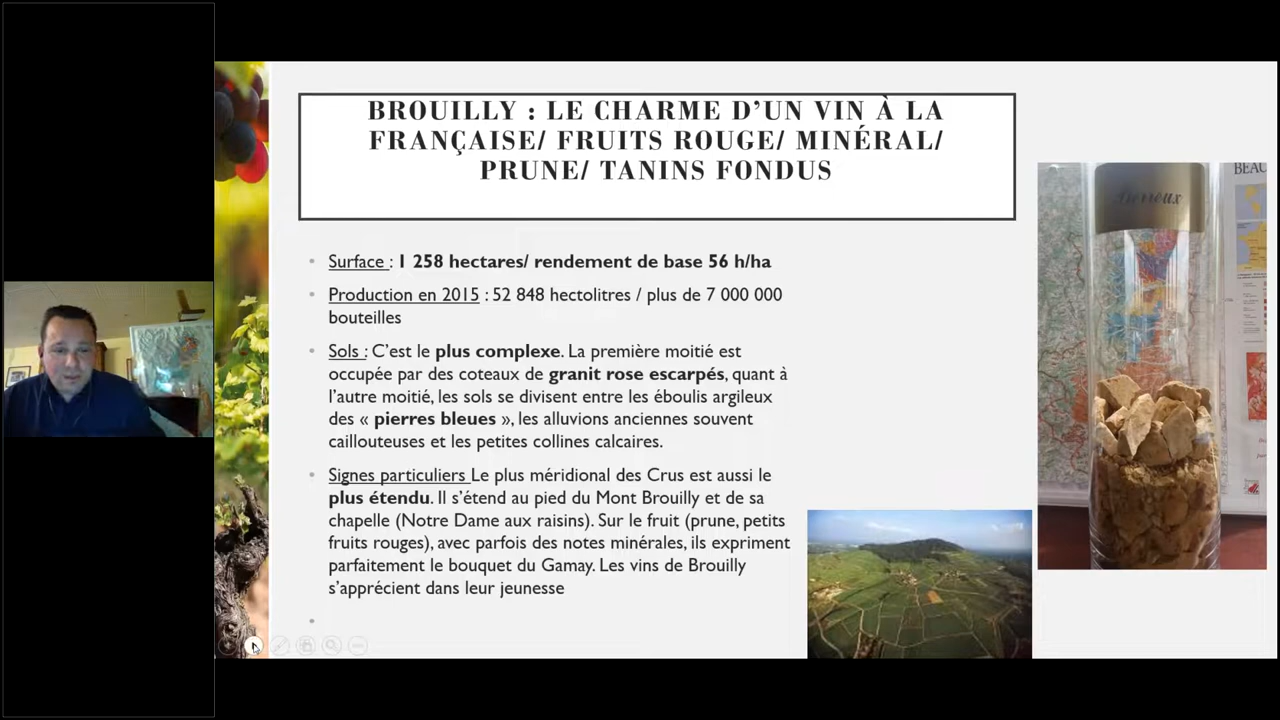 BROUILLY : LE CHARME D’UN VIN À LA
FRANÇAISE/ FRUITS ROUGE/ MINÉRAL/
PRUNE/ TANINS FONDUS
Surface : 1 258 hectares/ rendement de base 56 h/ha
Production en 2015 : 52 848 hectolitres / plus de 7 000 000
bouteilles
Sols : C’est le plus complexe. La première moitié est
occupée par des coteaux de granit rose escarpés, quant à
l’autre moitié, les sols se divisent entre les éboulis argileux
des « pierres bleues », les alluvions anciennes souvent
caillouteuses et les petites collines calcaires.
Signes particuliers Le plus méridional des Crus est aussi le
plus étendu. Il s’étend au pied du Mont Brouilly et de sa
chapelle (Notre Dame aux raisins). Sur le fruit (prune, petits
fruits rouges), avec parfois des notes minérales, ils expriment
parfaitement le bouquet du Gamay. Les vins de Brouilly
s’apprécient dans leur jeunesse
BEAU